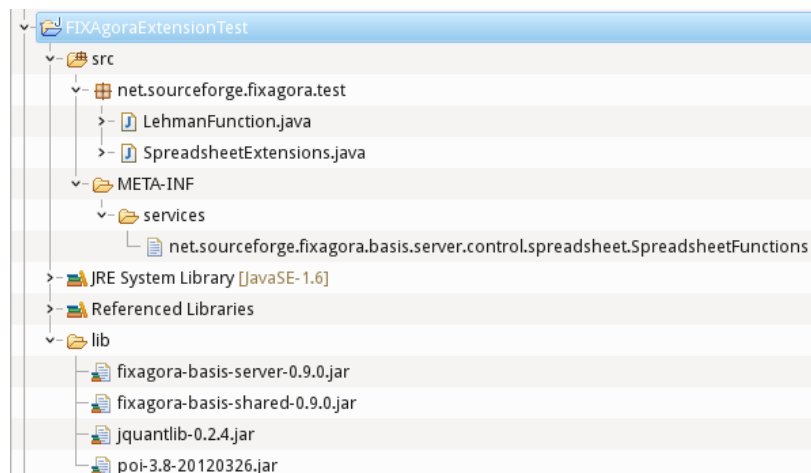 FIXAgoraExtensionTest
src
net.sourceforge.fixagora.test
LehmanFunction.java
SpreadsheetExtensions.java
META-INF
services
net.sourceforge.fixagora.basis.server.control.spreadsheet.SpreadsheetFunctions
JRE System Library [JavaSE-1.6]
Referenced Libraries
lib
fixagora-basis-server-0.9.0.jar
fixagora-basis-shared-0.9.0.jar
jquantlib-0.2.4.jar
poi-3.8-20120326.jar